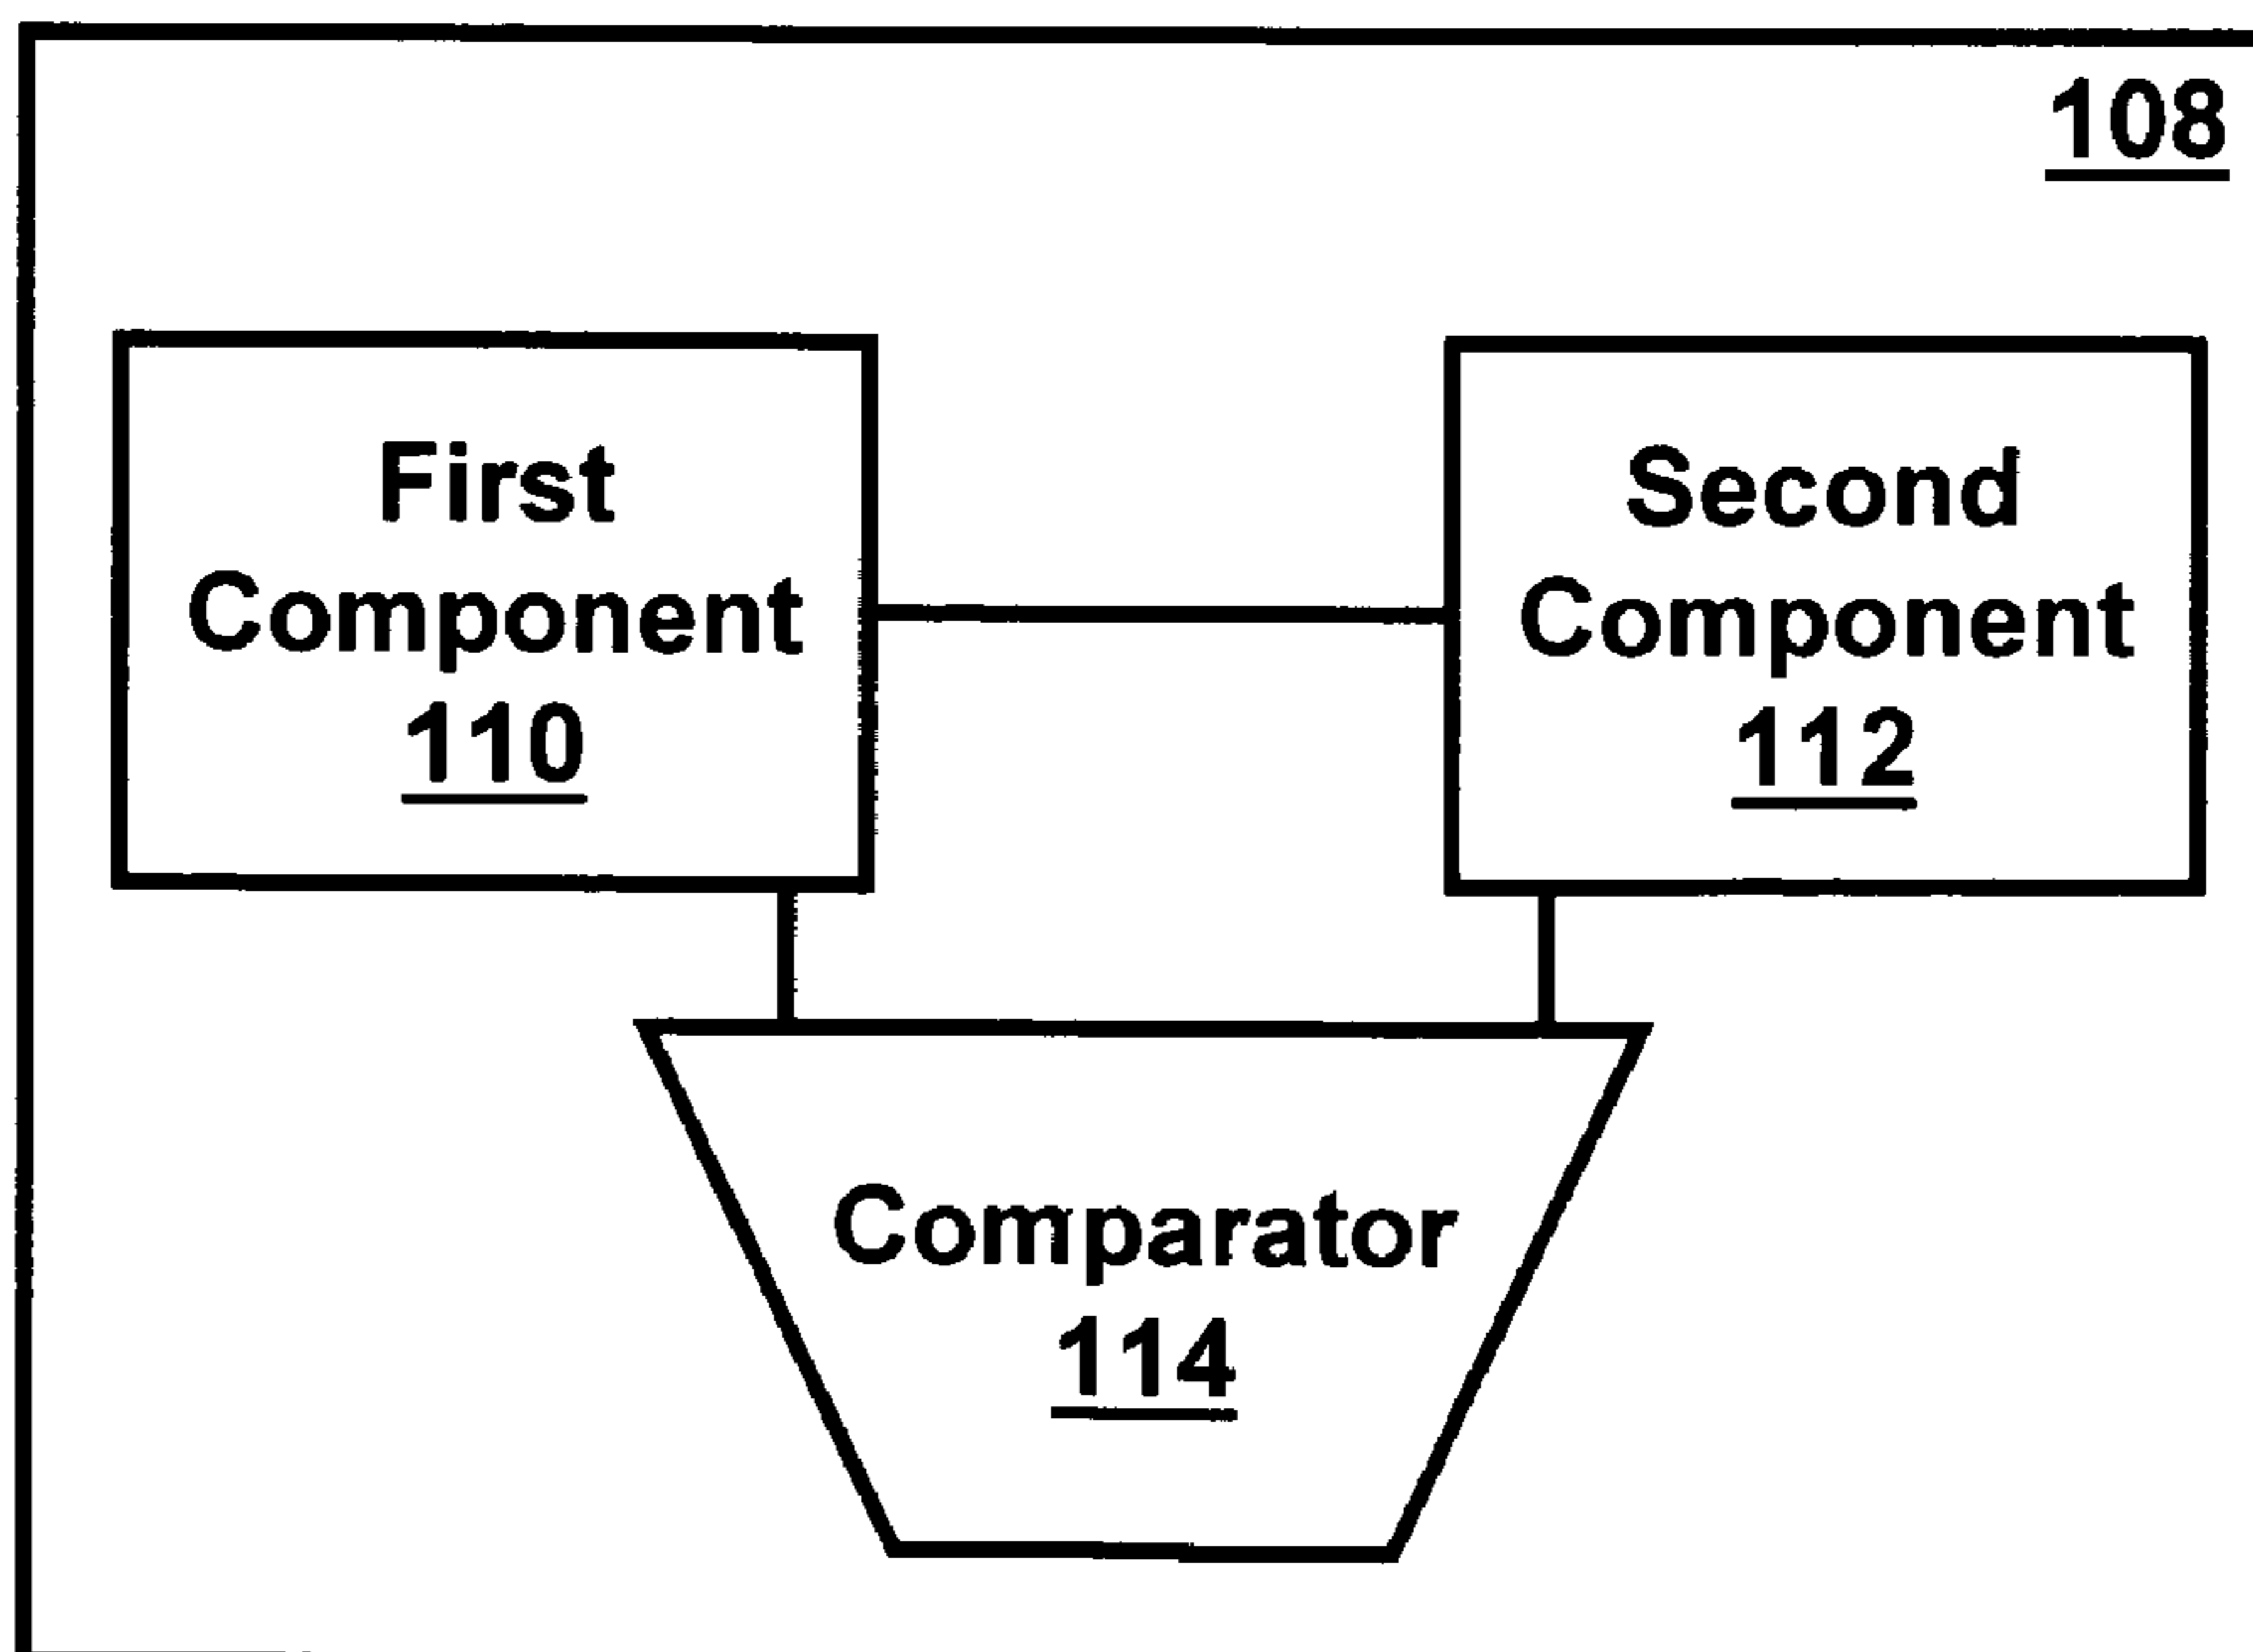 108
First
Component
110
Second
Component
112
Comparator
114